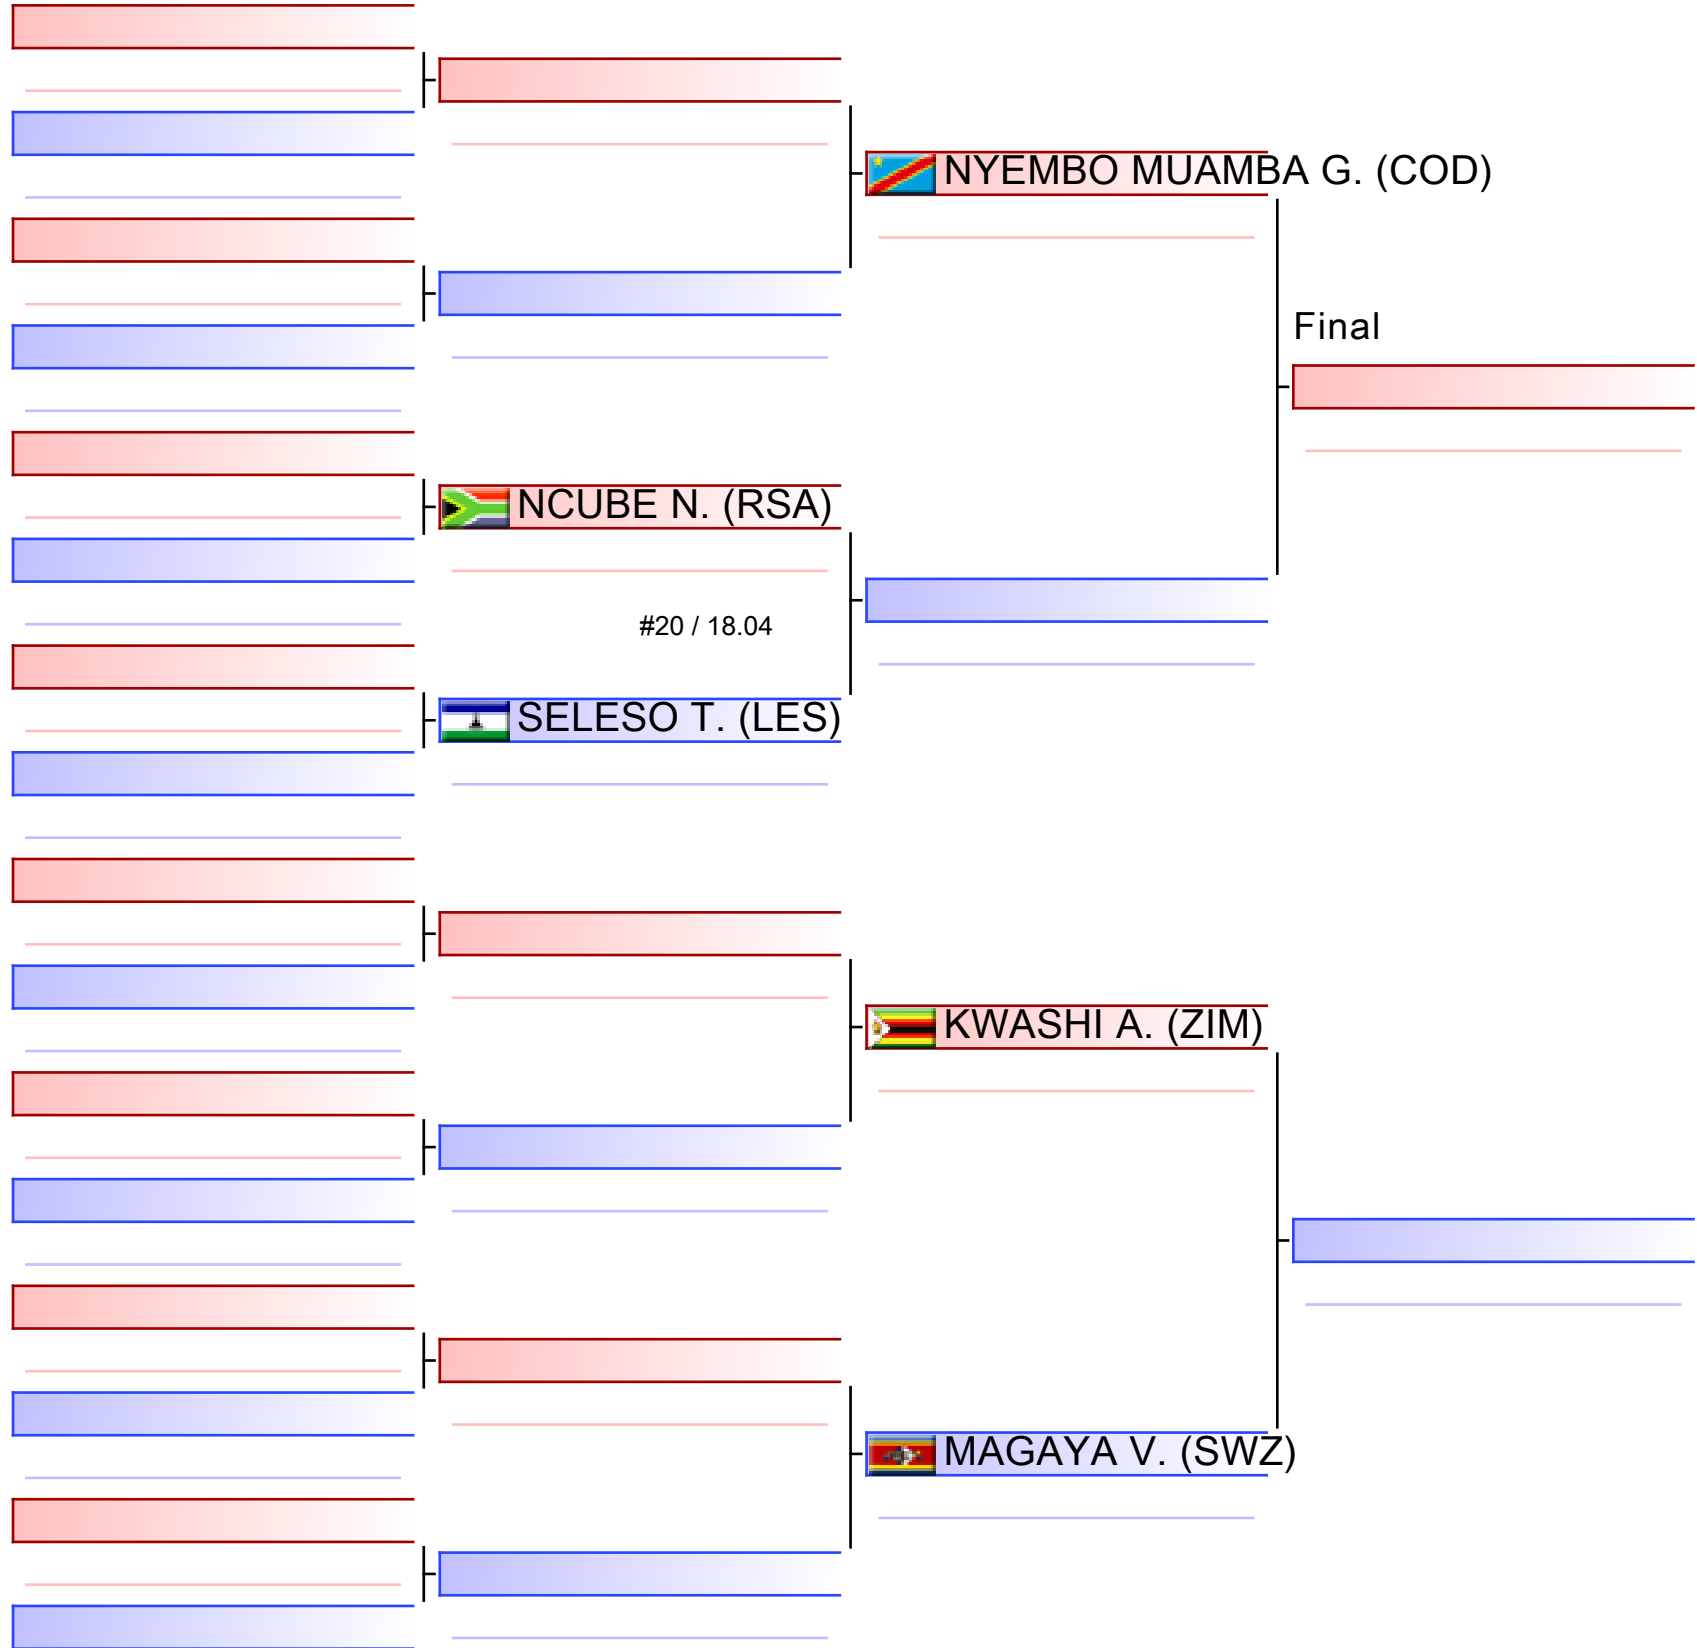 NYEMBO MUAMBA G. (COD)
Final
NCUBE N. (RSA)
#20 / 18.04
SELESO T. (LES)
KWASHI A. (ZIM)
MAGAYA V. (SWZ)